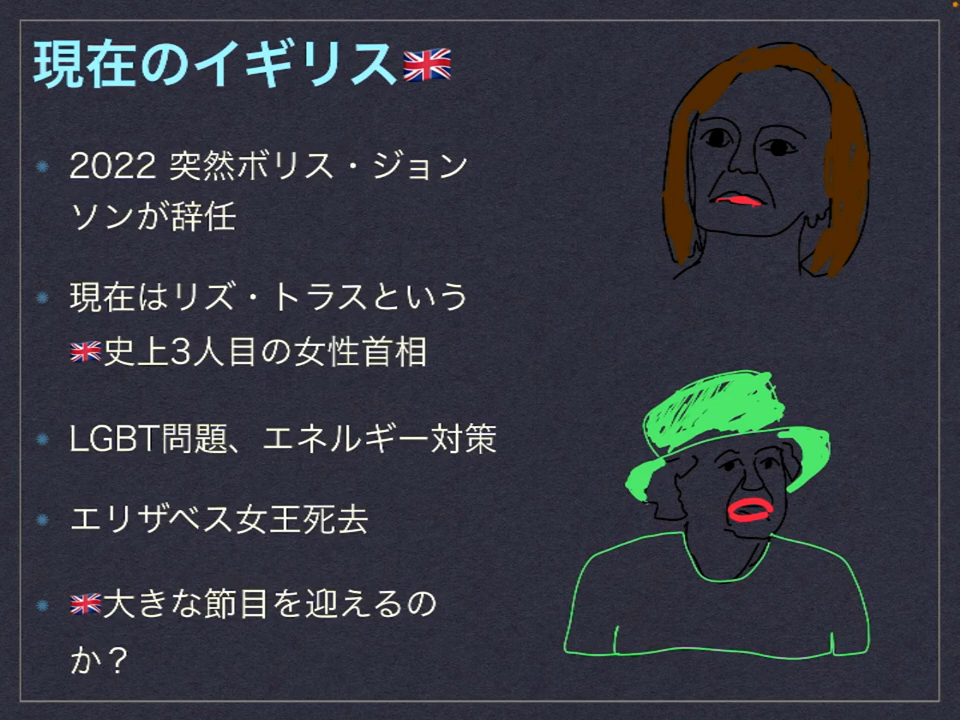 現在のイギリス🇬🇧
2022 突然ボリス・ジョン
ソンが辞任
現在はリズ・トラスという
🇬🇧史上3人目の女性首相
LGBT問題、エネルギー対策
エリザベス女王死去
🇬🇧大きな節目を迎えるの
か？